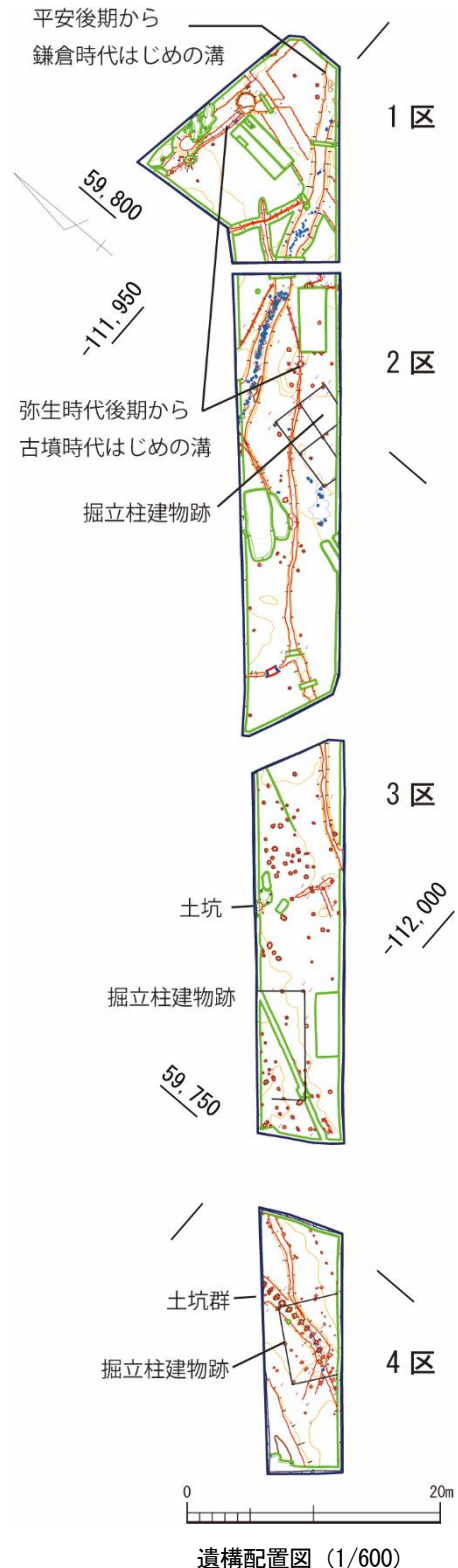 平安後期から
鎌倉時代はじめの溝
1区
59,800
-111,950
2区
弥生時代後期から
古墳時代はじめの溝
掘立柱建物跡
3区
土坑
-112,000
掘立柱建物跡
59,750
土坑群
掘立柱建物跡
4区
0
20m
遺構配置図（1/600）